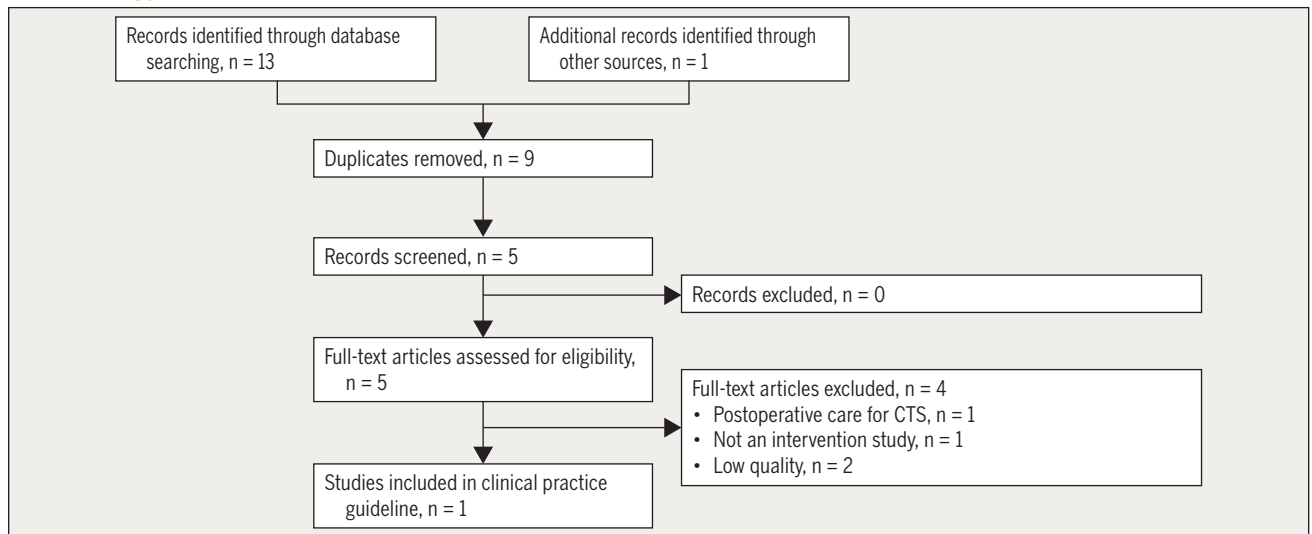 Records identified through database
searching, n = 13
Additional records identified through
other sources, n = 1
Duplicates removed, n = 9
Records screened, n = 5
Records excluded, n = 0
Full-text articles assessed for eligibility,
n = 5
Full-text articles excluded, n = 4
• Postoperative care for CTS, n = 1
• Not an intervention study, n = 1
• Low quality, n = 2
Studies included in clinical practice
guideline, n = 1